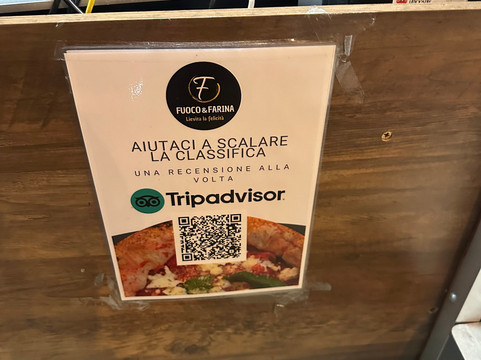 F
FUOCO & FARINA
Lievita la felicità
AIUTACI A SCALARE
LA CLASSIFICA
UNA RECENSIONE ALLA
VOLTA
Tripadvisor